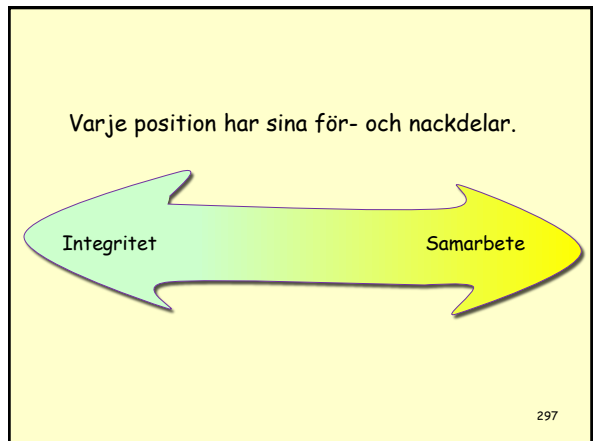 Varje position har sina för- och nackdelar.
Integritet
Samarbete
297